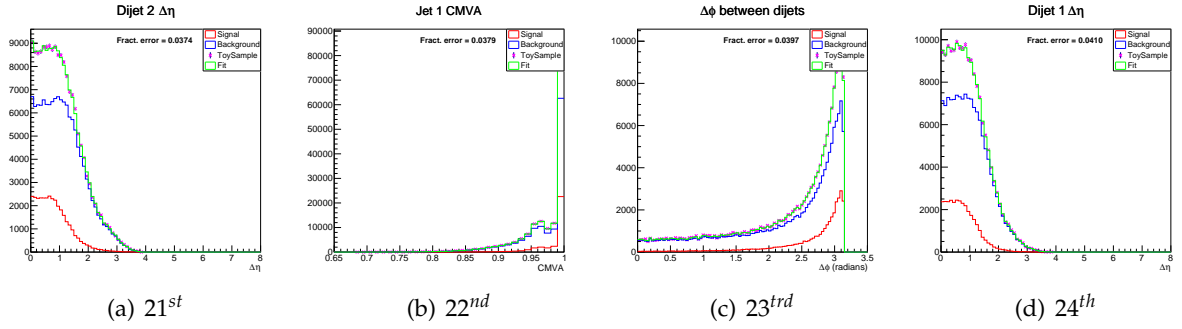 Dijet 2 Δη
Fract. error = 0.0374
Signal
Background
ToySample
Fit
9000
8000
7000
6000
5000
4000
3000
2000
1000
0
0 1 2 3 4 5 6 7 8
Δη
(a) 21st
Jet 1 CMVA
Fract. error = 0.0379
Signal
Background
ToySample
Fit
90000
80000
70000
60000
50000
40000
30000
20000
10000
0
0.65 0.7 0.75 0.8 0.85 0.9 0.95 1
CMVA
(b) 22nd
Δϕ between dijets
Fract. error = 0.0397
Signal
Background
ToySample
Fit
10000
8000
6000
4000
2000
0
0 0.5 1 1.5 2 2.5 3 3.5
Δϕ (radians)
(c) 23trd
Dijet 1 Δη
Fract. error = 0.0410
Signal
Background
ToySample
Fit
10000
8000
6000
4000
2000
0
0 1 2 3 4 5 6 7 8
Δη
(d) 24th